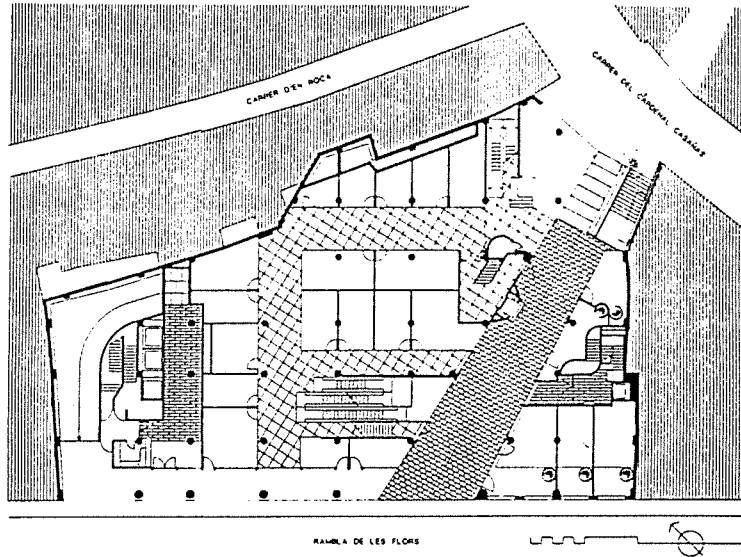 CARRER D'EN ROCA
CARRER DEL CARDENAL CASAÑAS
RAMBLA DE LES FLORS